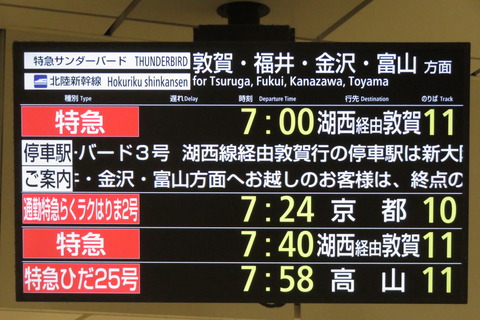 特急サンダーバード THUNDERBIRD 敦賀・福井・金沢・富山 方面
北陸新幹線 Hokuriku shinkansen for Tsuruga, Fukui, Kanazawa, Toyama
種別 Type 遅れ Delay 時刻 Departure Time 行先 Destination のりば Track
特急 7:00 湖西経由敦賀 11
停車駅 ・バード3号 湖西線経由敦賀行の停車駅は新大
ご案内 ・金沢・富山方面へお越しのお客様は、終点の
通勤特急らくラクはりま2号 7:24 京都 10
特急 7:40 湖西経由敦賀 11
特急ひだ25号 7:58 高山 11